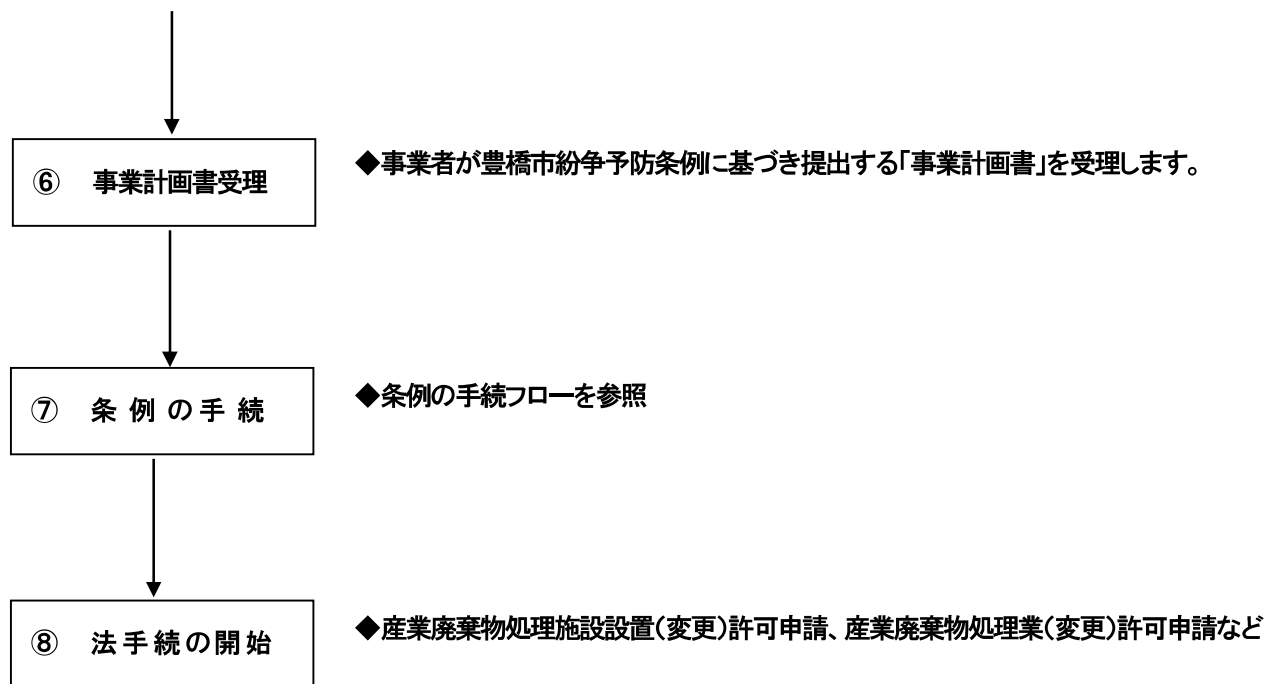 ⑥ 事業計画書受理
◆事業者が豊橋市紛争予防条例に基づき提出する「事業計画書」を受理します。
⑦ 条 例 の 手 続
◆条例の手続フローを参照
⑧ 法 手 続 の 開 始
◆産業廃棄物処理施設設置(変更)許可申請、産業廃棄物処理業(変更)許可申請など